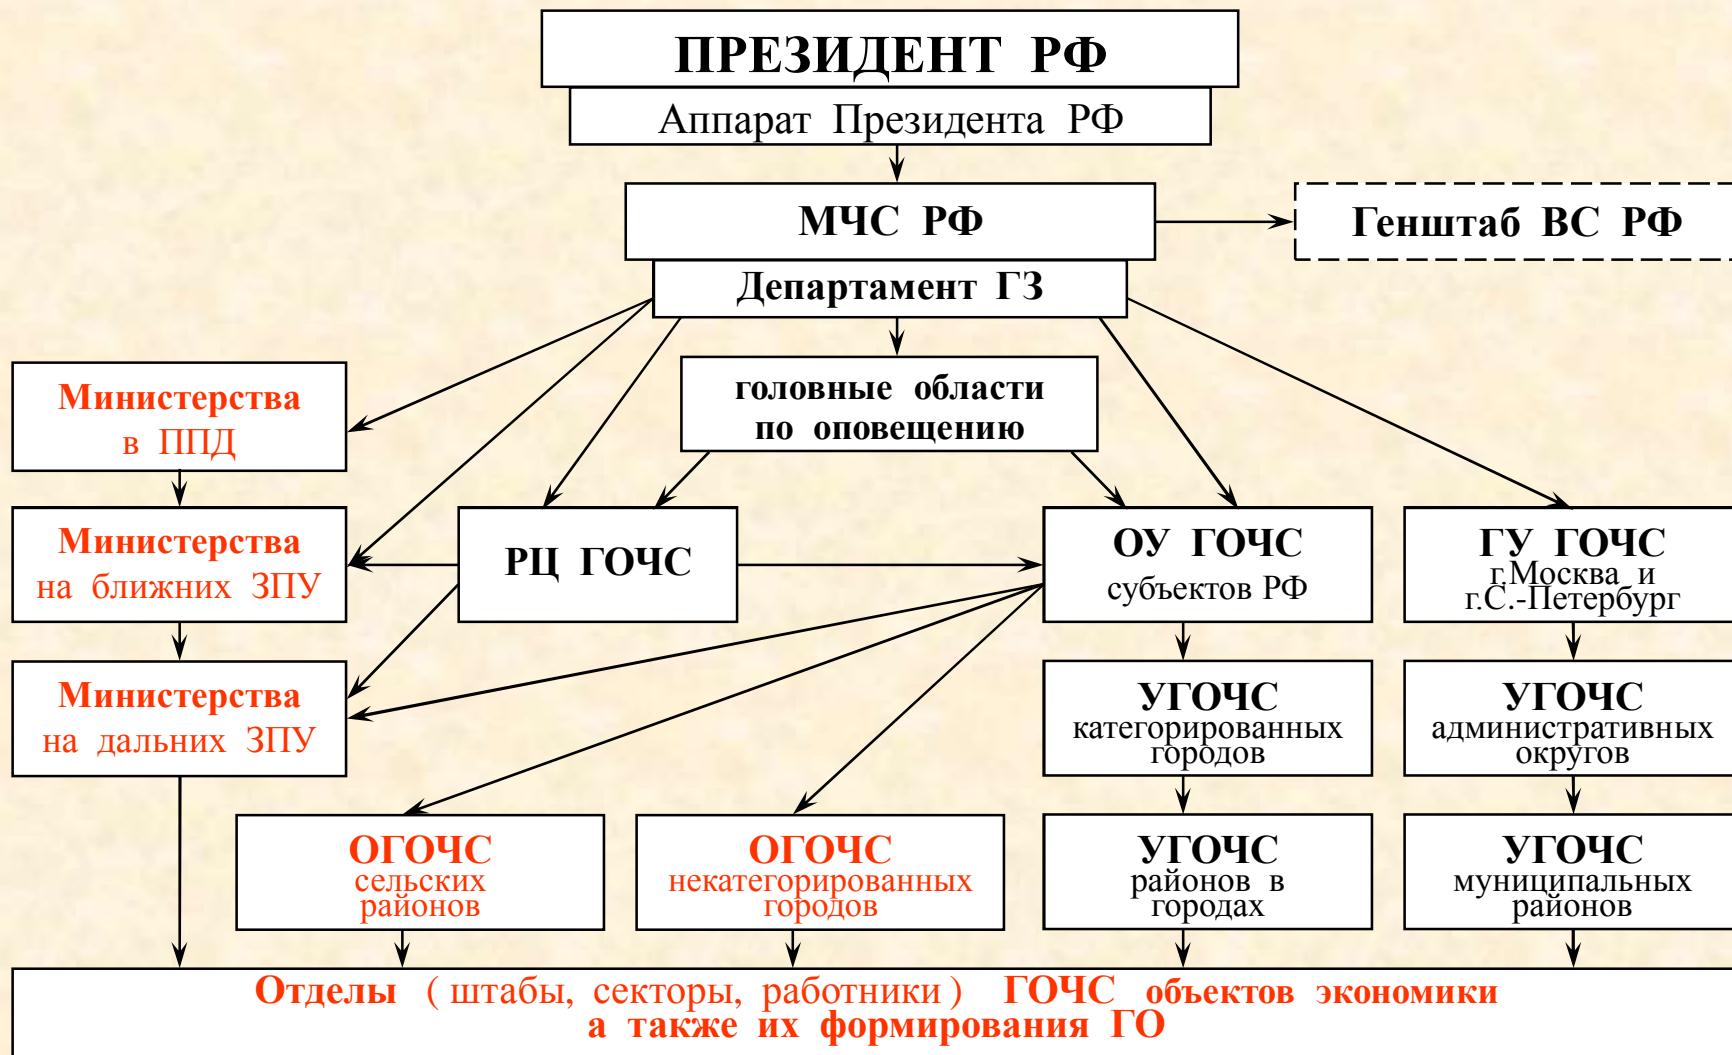 ПРЕЗИДЕНТ РФ
Аппарат Президента РФ
МЧС РФ
Генштаб ВС РФ
Департамент ГЗ
Министерства
в ППД
головные области
по оповещению
Министерства
на ближних ЗПУ
РЦ ГОЧС
ОУ ГОЧС
субъектов РФ
ГУ ГОЧС
г.Москва и
г.С.-Петербург
Министерства
на дальних ЗПУ
УГОЧС
категорированных
городов
УГОЧС
административных
округов
ОГОЧС
сельских
районов
ОГОЧС
некатегорированных
городов
УГОЧС
районов в
городах
УГОЧС
муниципальных
районов
Отделы ( штабы, секторы, работники ) ГОЧС объектов экономики
а также их формирования ГО